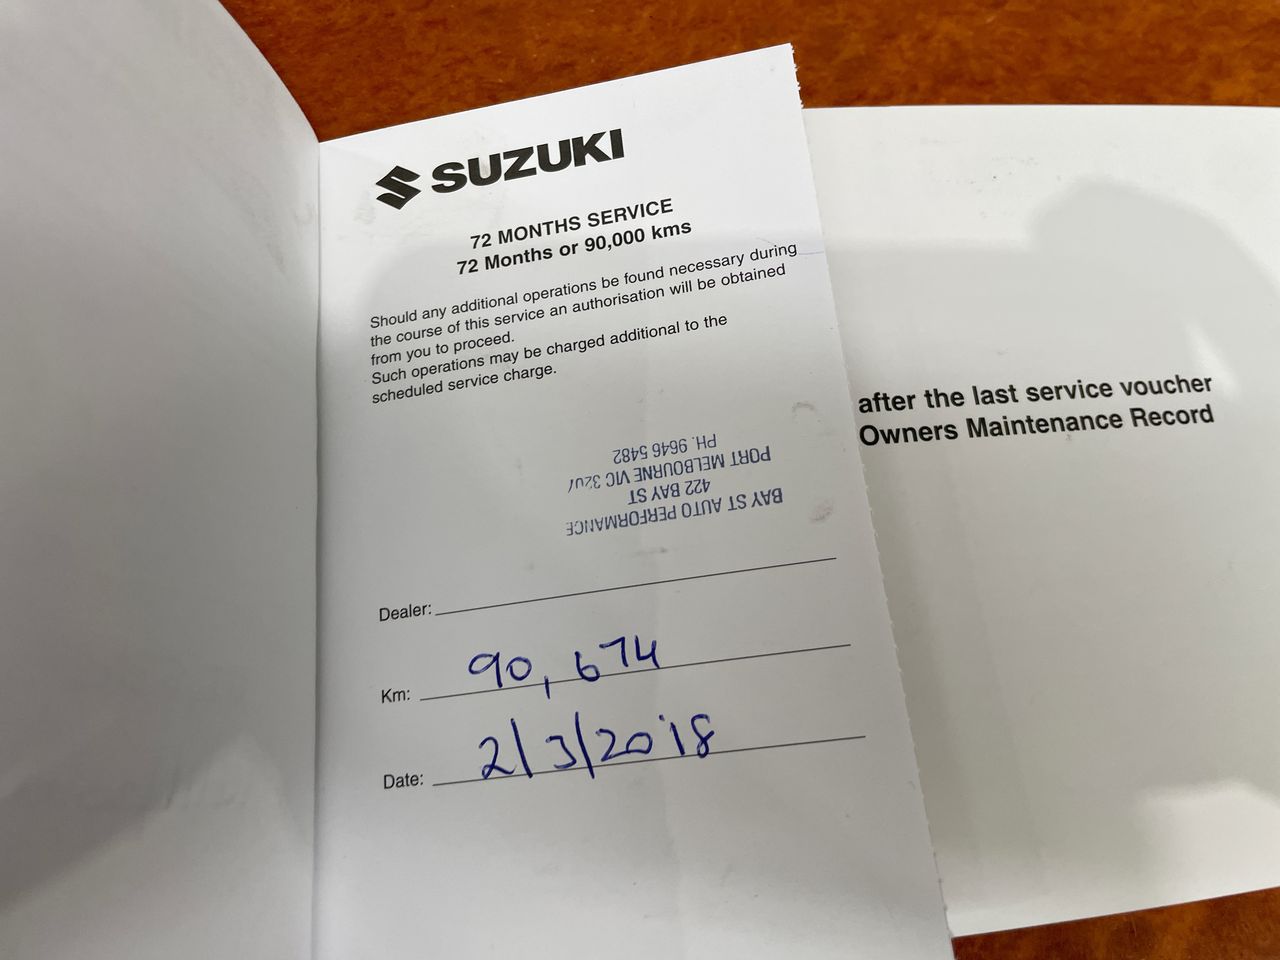 SUZUKI
72 MONTHS SERVICE
72 Months or 90,000 kms
Should any additional operations be found necessary during
the course of this service an authorisation will be obtained
from you to proceed.
Such operations may be charged additional to the
scheduled service charge.
BAY ST AUTO PERFORMANCE
422 BAY ST
PORT MELBOURNE VIC 3207
PH. 9646 5482
Dealer:
Km: 90,674
Date: 2/3/2018
after the last service voucher
Owners Maintenance Record